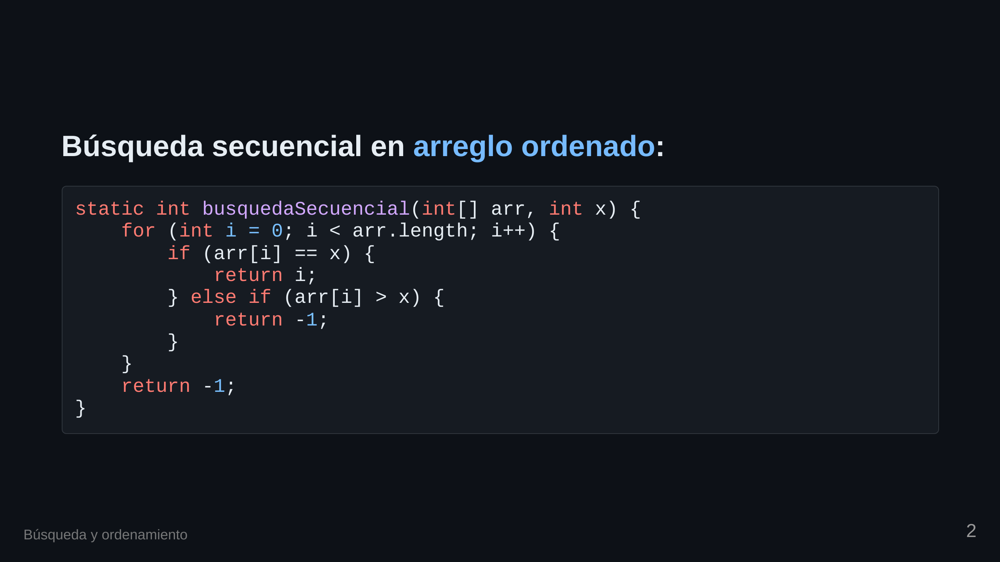 Búsqueda secuencial en arreglo ordenado:
static int busquedaSecuencial(int[] arr, int x) {
    for (int i = 0; i < arr.length; i++) {
        if (arr[i] == x) {
            return i;
        } else if (arr[i] > x) {
            return -1;
        }
    }
    return -1;
}
Búsqueda y ordenamiento
2